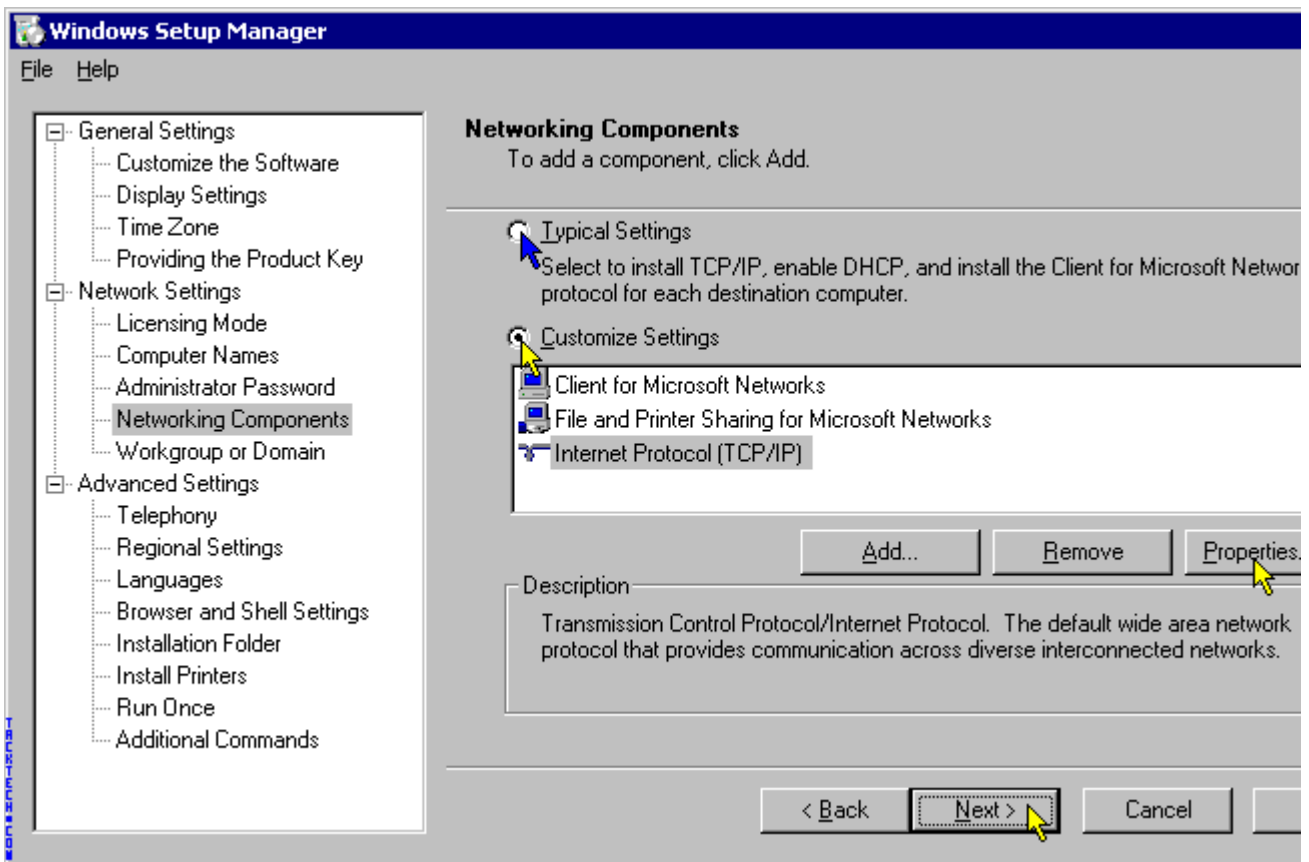 Windows Setup Manager
File Help
General Settings
Customize the Software
Display Settings
Time Zone
Providing the Product Key
Network Settings
Licensing Mode
Computer Names
Administrator Password
Networking Components
Workgroup or Domain
Advanced Settings
Telephony
Regional Settings
Languages
Browser and Shell Settings
Installation Folder
Install Printers
Run Once
Additional Commands
Networking Components
To add a component, click Add.
Typical Settings
Select to install TCP/IP, enable DHCP, and install the Client for Microsoft Networ
protocol for each destination computer.
Customize Settings
Client for Microsoft Networks
File and Printer Sharing for Microsoft Networks
Internet Protocol (TCP/IP)
Add... Remove Properties.
Description
Transmission Control Protocol/Internet Protocol. The default wide area network
protocol that provides communication across diverse interconnected networks.
< Back Next > Cancel
TACKTECH.COM